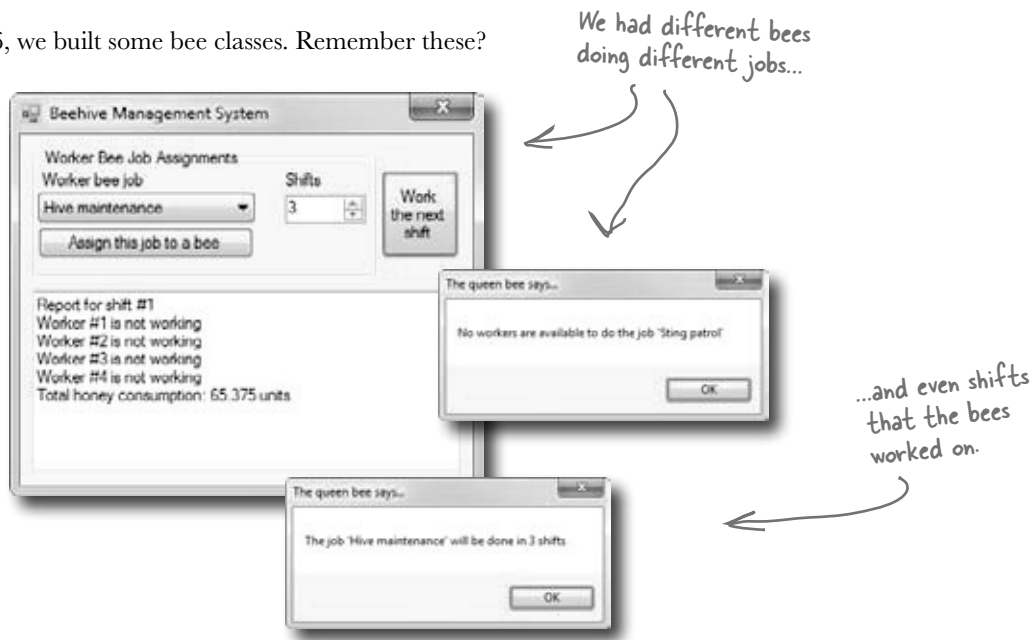 , we built some bee classes. Remember these?
We had different bees
doing different jobs...
Beehive Management System
Worker Bee Job Assignments
Worker bee job
Shifts
Hive maintenance
3
Work
the next
shift
Assign this job to a bee
Report for shift #1
Worker #1 is not working
Worker #2 is not working
Worker #3 is not working
Worker #4 is not working
Total honey consumption: 65.375 units
The queen bee says...
No workers are available to do the job 'Sting patrol'
OK
...and even shifts
that the bees
worked on.
The queen bee says...
The job 'Hive maintenance' will be done in 3 shifts
OK